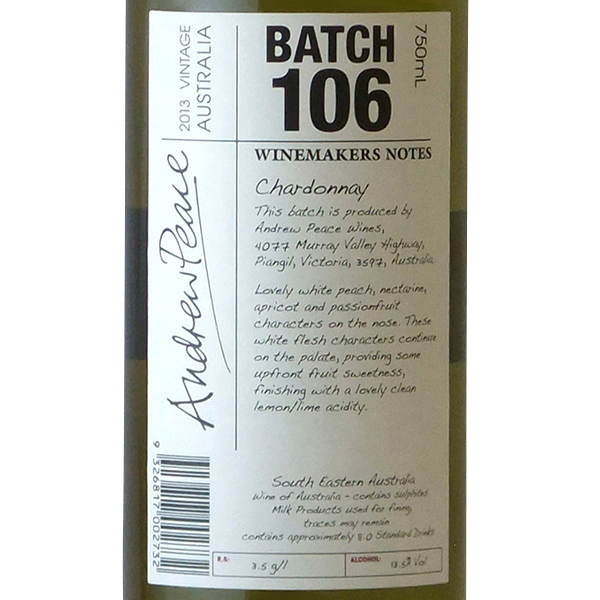 2013 VINTAGE
AUSTRALIA
Andrew Peace
BATCH
106
750mL
WINEMAKERS NOTES
Chardonnay
This batch is produced by
Andrew Peace Wines,
4077 Murray Valley Highway,
Piangil, Victoria, 3597, Australia
Lovely white peach, nectarine,
apricot and passionfruit
characters on the nose. These
white flesh characters continue
on the palate, providing some
upfront fruit sweetness,
finishing with a lovely clean
lemon/lime acidity.
South Eastern Australia
Wine of Australia - contains sulphites
Milk Products used for fining,
traces may remain
contains approximately 8.0 Standard Drinks
R.S: 3.5 g/l ALCOHOL: 13.5% Vol
9 326817 002732